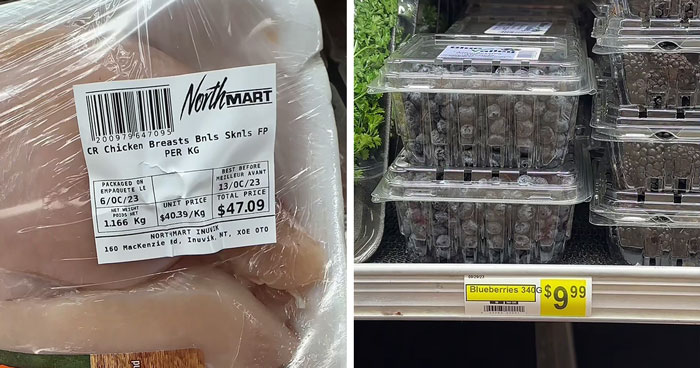 NorthMART
200979647095
CR Chicken Breasts Bnls Sknls FP
PER KG
PACKAGED ON
EMPAQUETÉ LE
6/OC/23
BEST BEFORE
MEILLEUR AVANT
13/OC/23
NET WEIGHT
POIDS NET
1.166 Kg
UNIT PRICE
$40.39/Kg
TOTAL PRICE
$47.09
NORTHMART INUVIK
160 MacKenzie Rd, Inuvik, NT, X0E 0T0
Blueberries 340G
$9.99